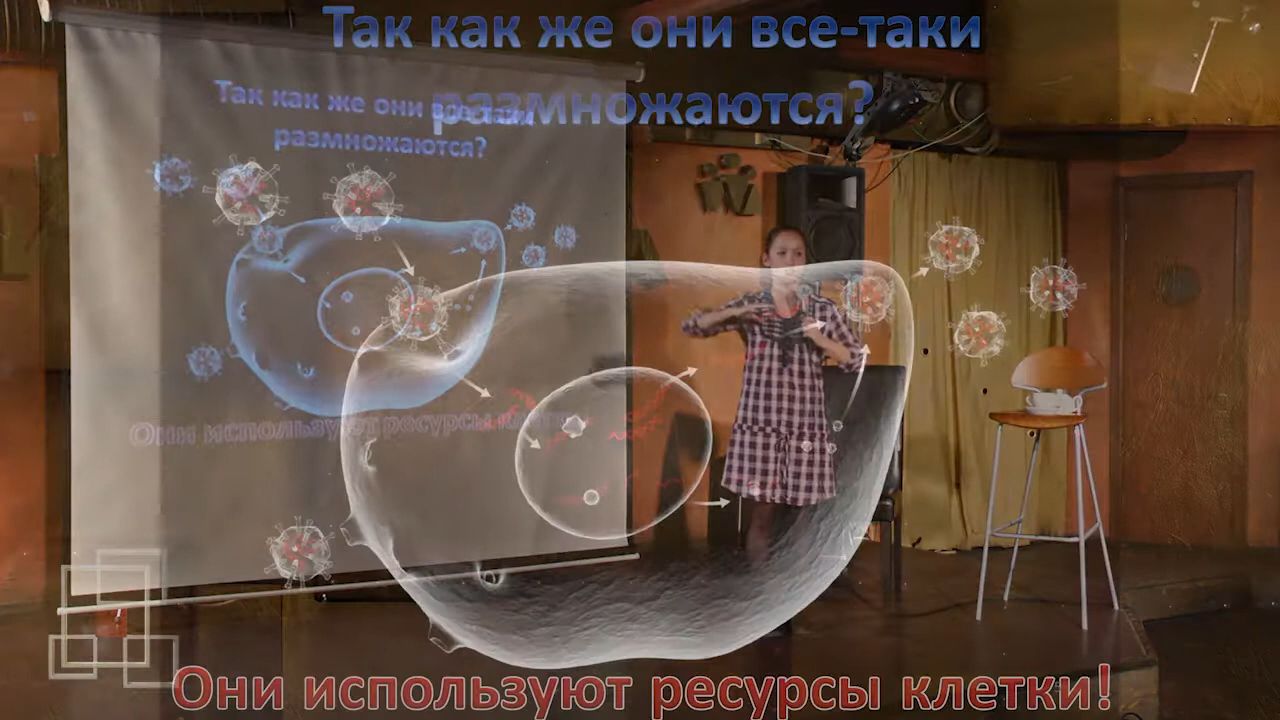 Так как же они все-таки
размножаются?
Так как же они все-таки
размножаются?
Они используют ресурсы клетки!
Они используют ресурсы клетки!